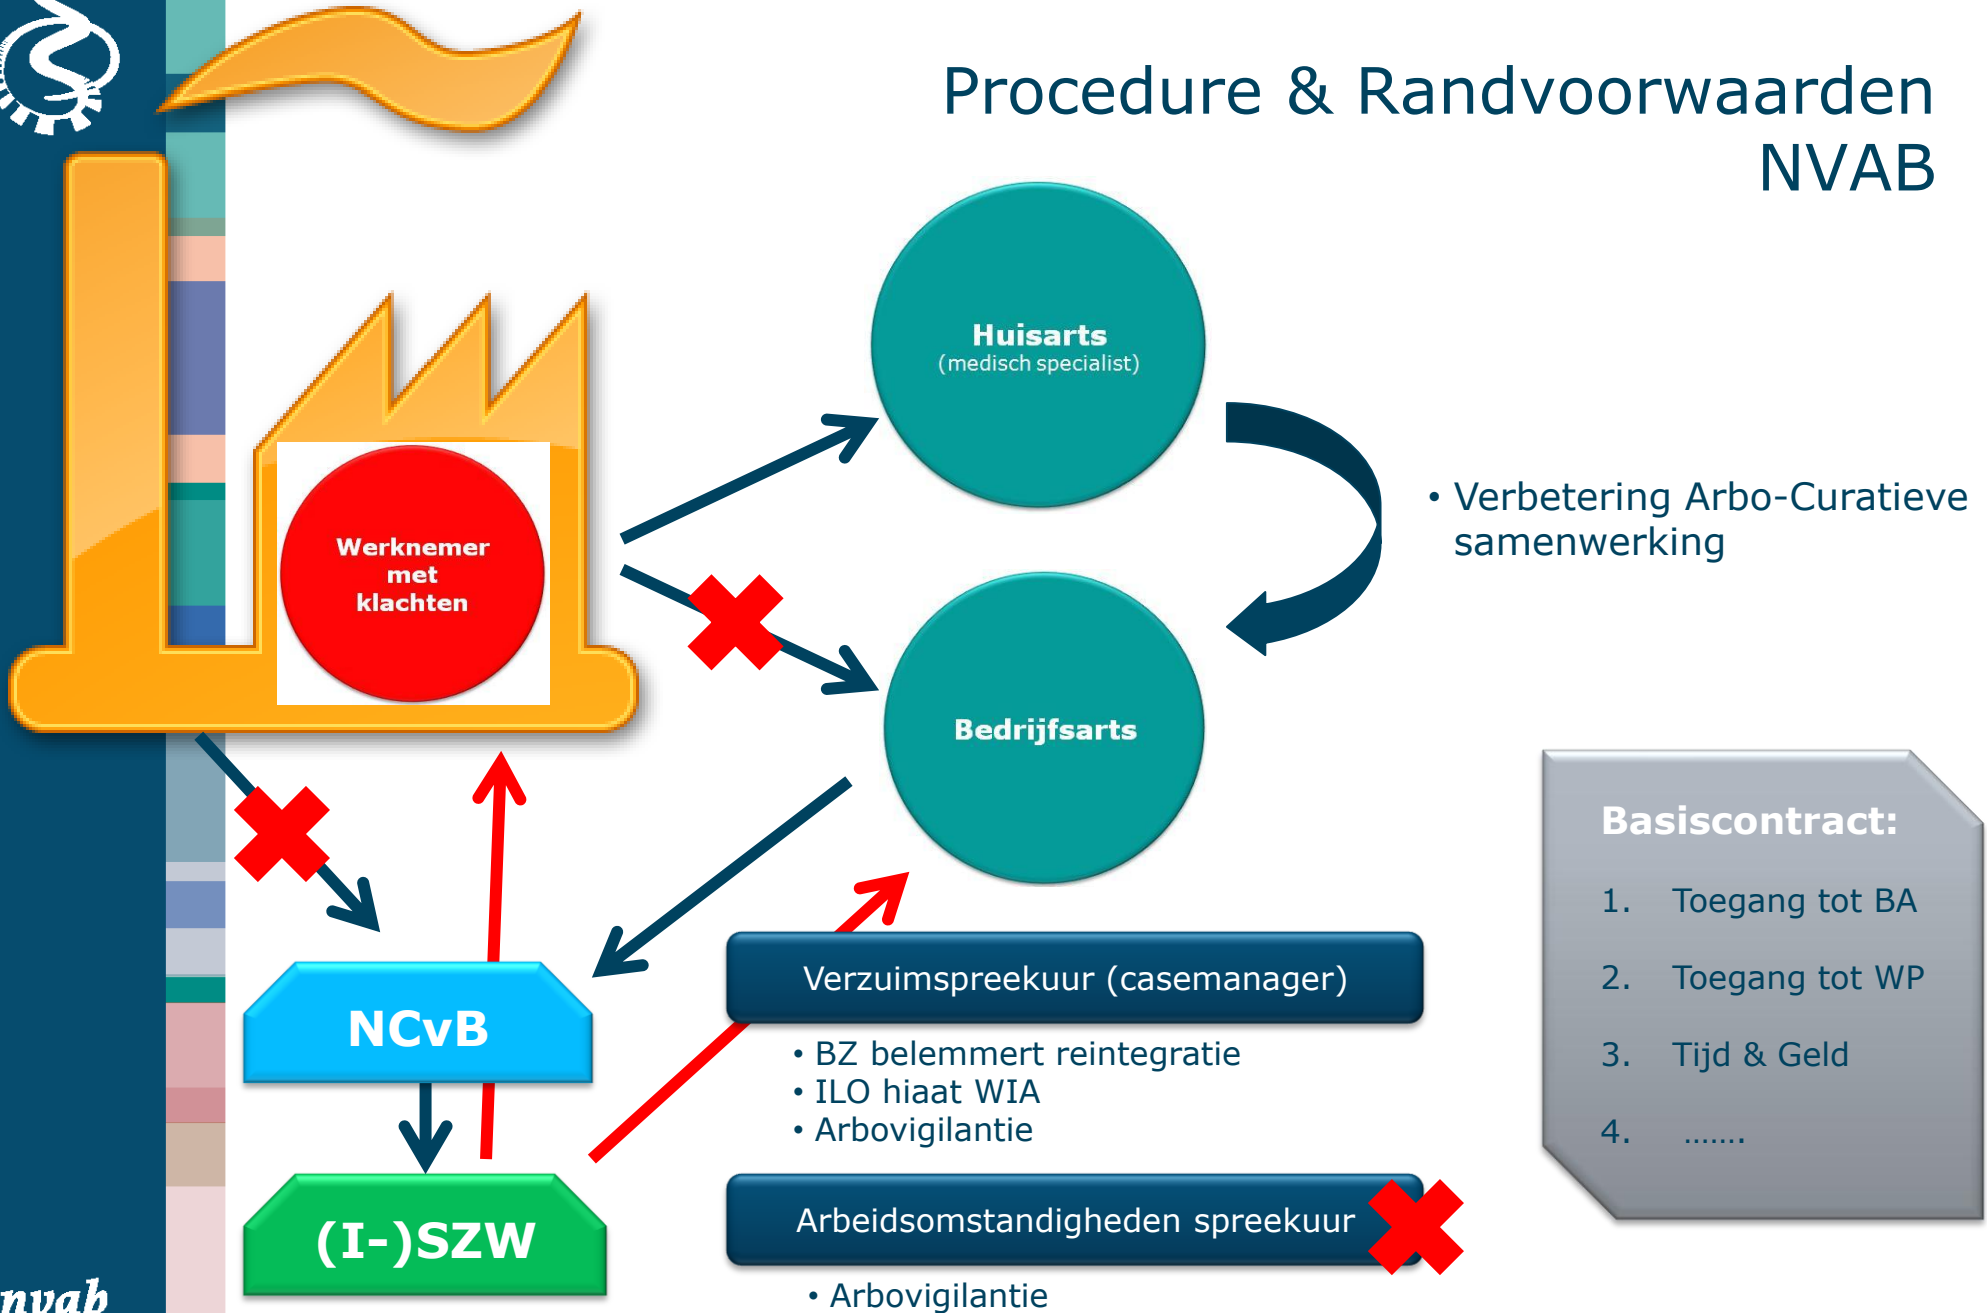 Procedure & Randvoorwaarden
NVAB
Huisarts
(medisch specialist)
• Verbetering Arbo-Curatieve
samenwerking
Werknemer
met
klachten
Bedrijfsarts
Basiscontract:
1. Toegang tot BA
2. Toegang tot WP
3. Tijd & Geld
4. …….
NCvB
(I-)SZW
Verzuimspreekuur (casemanager)
• BZ belemmert reintegratie
• ILO hiaat WIA
• Arbovigilantie
Arbeidsomstandigheden spreekuur
• Arbovigilantie
nvab